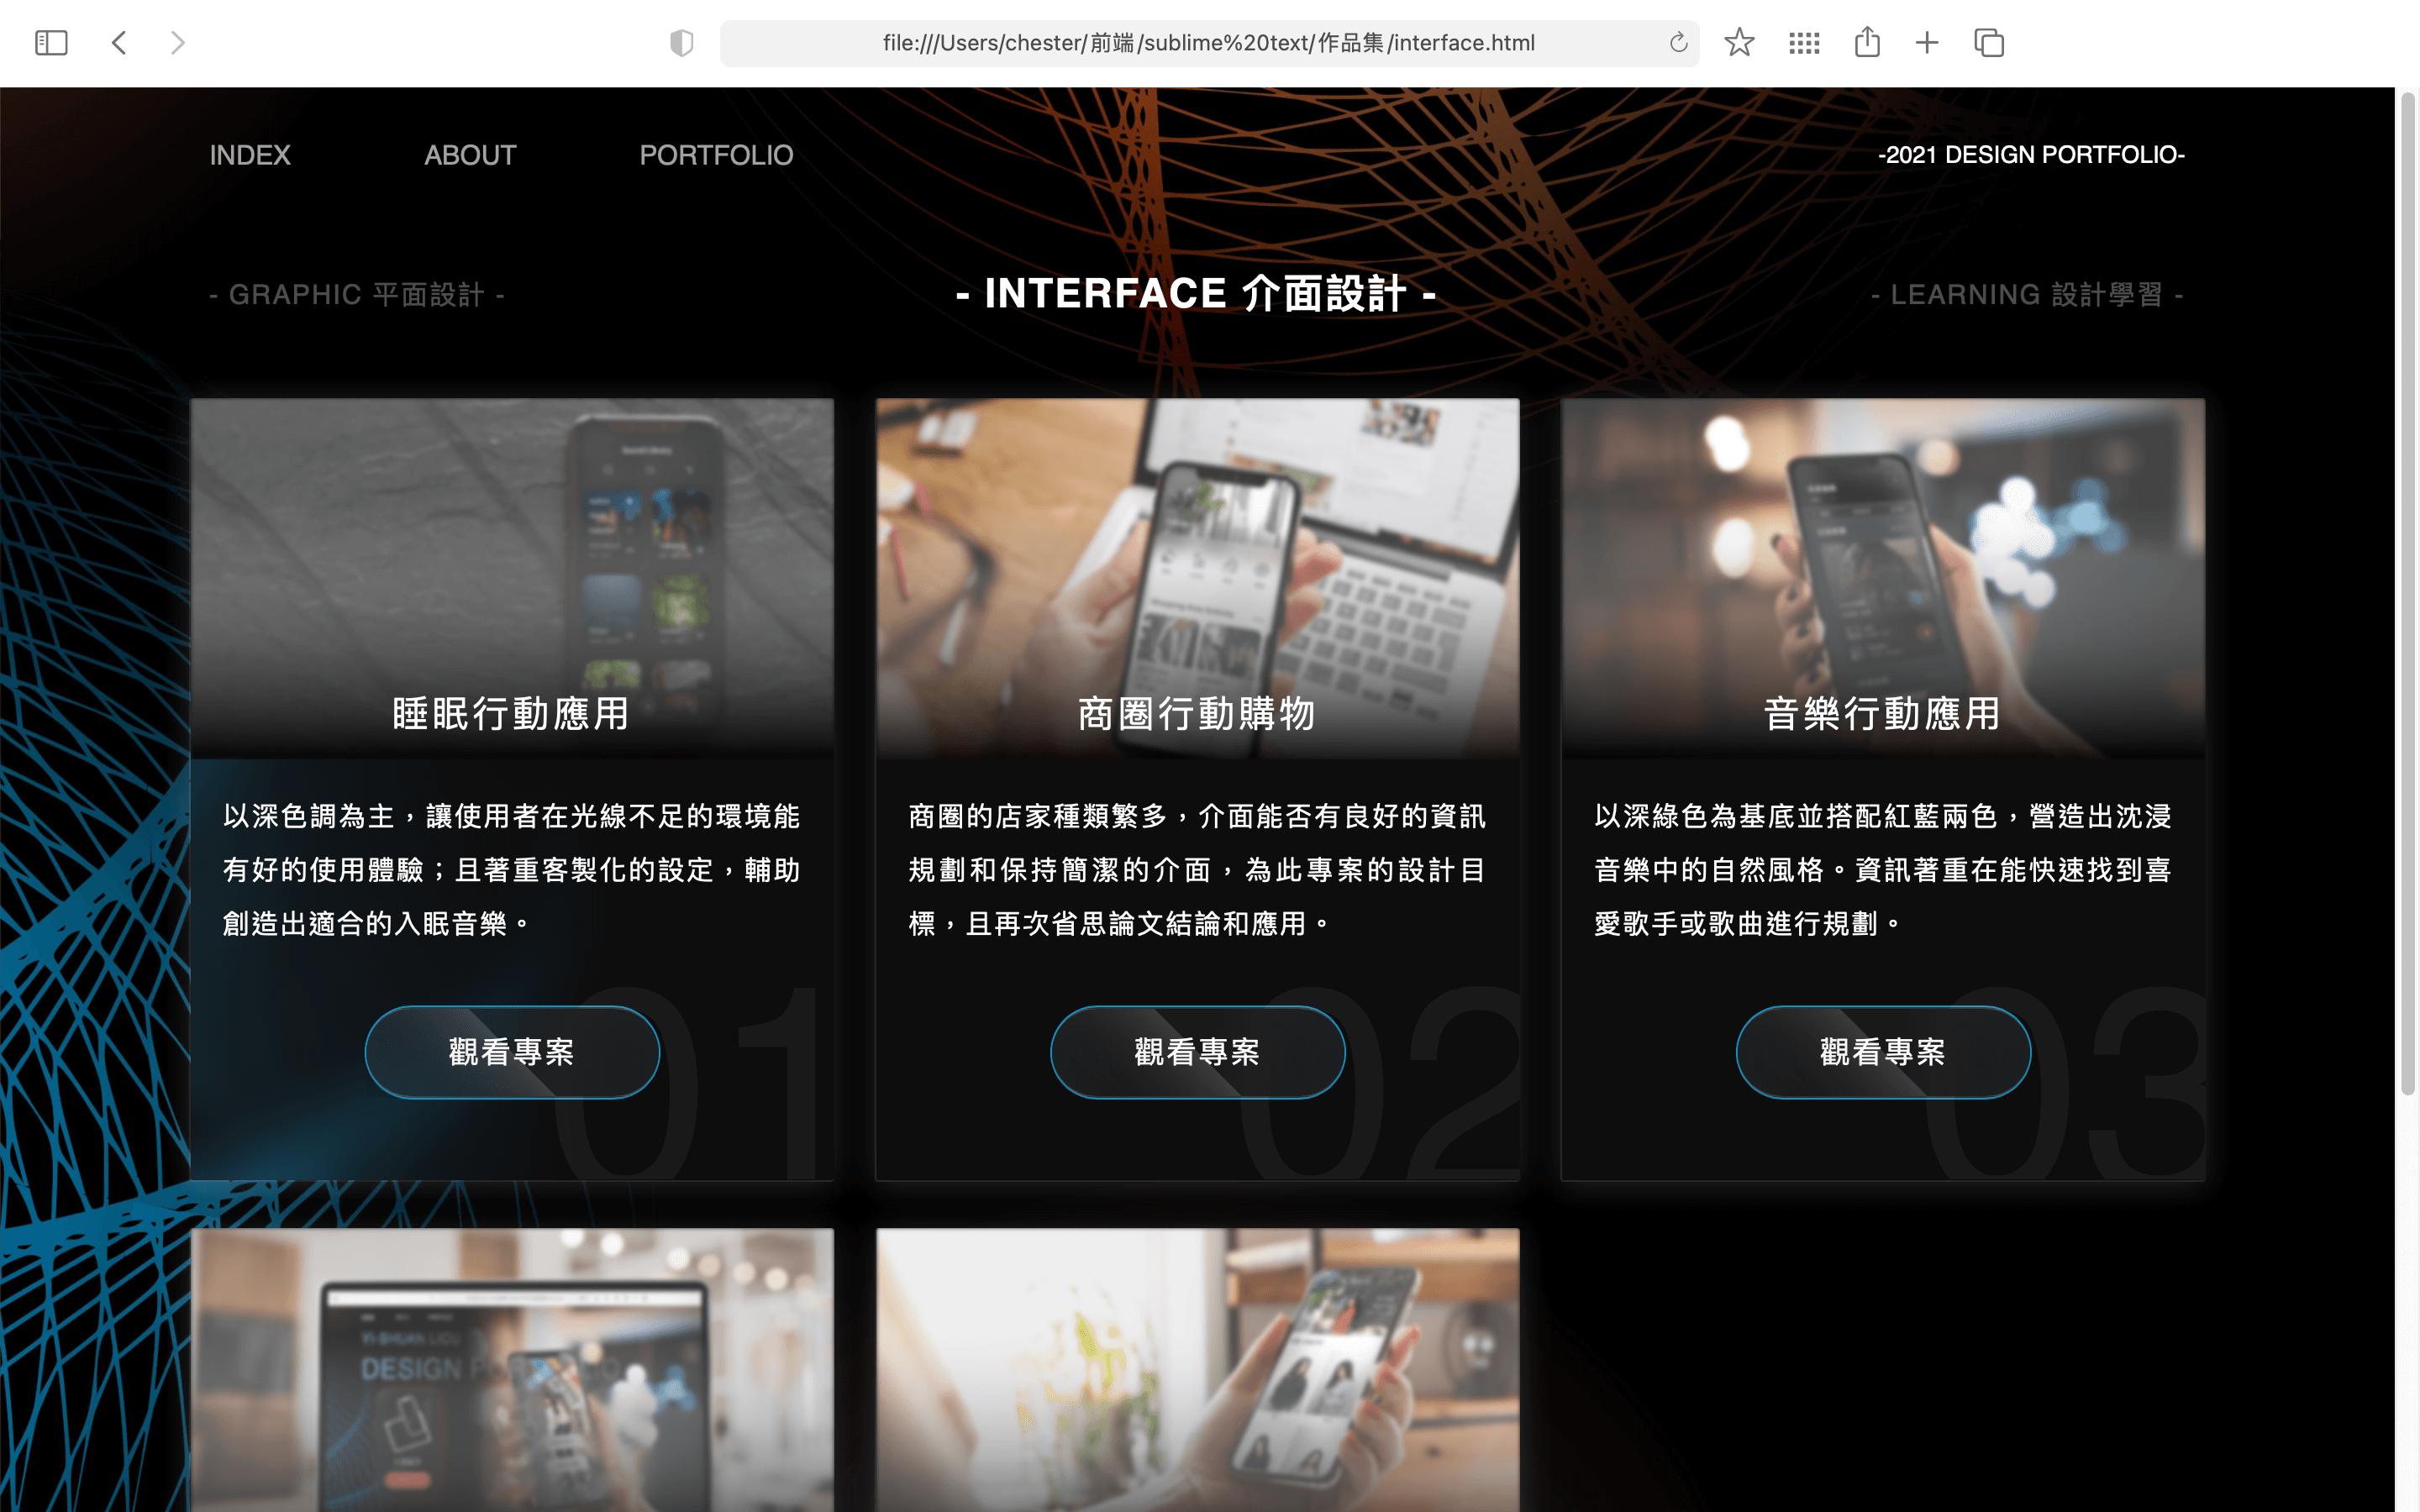 file:///Users/chester/前端/sublime%20text/作品集/interface.html
INDEX
ABOUT
PORTFOLIO
-2021 DESIGN PORTFOLIO-
- GRAPHIC 平面設計 -
- INTERFACE 介面設計 -
- LEARNING 設計學習 -
睡眠行動應用
以深色調為主，讓使用者在光線不足的環境能
有好的使用體驗；且著重客製化的設定，輔助
創造出適合的入眠音樂。
觀看專案
01
商圈行動購物
商圈的店家種類繁多，介面能否有良好的資訊
規劃和保持簡潔的介面，為此專案的設計目
標，且再次省思論文結論和應用。
觀看專案
02
音樂行動應用
以深綠色為基底並搭配紅藍兩色，營造出沈浸
音樂中的自然風格。資訊著重在能快速找到喜
愛歌手或歌曲進行規劃。
觀看專案
03
YI-SHUAN LIOU
DESIGN PORTFOLIO